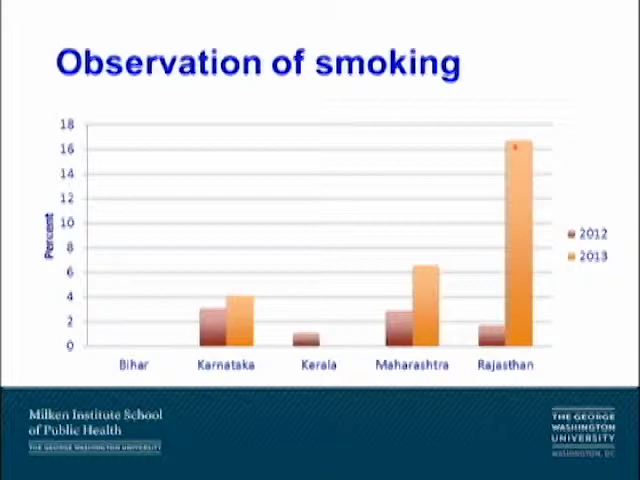 Observation of smoking
18
16
14
12
10
8
6
4
2
0
Percent
Bihar Karnataka Kerala Maharashtra Rajasthan
2012
2013
Milken Institute School
of Public Health
THE GEORGE WASHINGTON UNIVERSITY
THE GEORGE
WASHINGTON
UNIVERSITY
WASHINGTON, DC